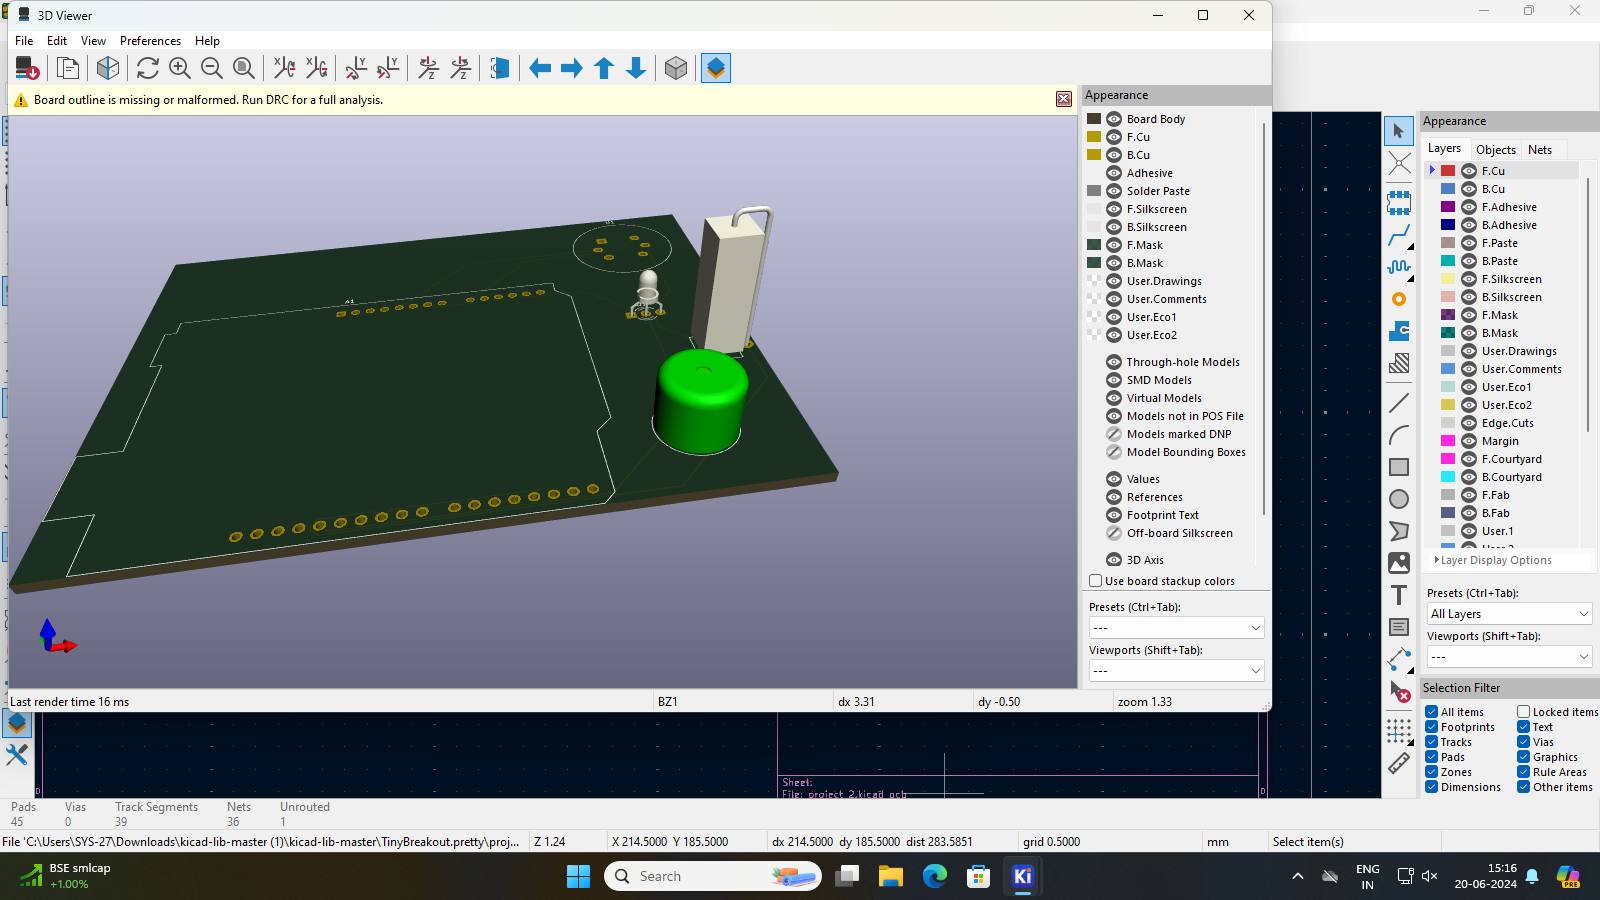 3D Viewer
File Edit View Preferences Help
Board outline is missing or malformed. Run DRC for a full analysis.
A1
Last render time 16 ms
BZ1
dx 3.31
dy -0.50
zoom 1.33
Appearance
Board Body
F.Cu
B.Cu
Adhesive
Solder Paste
F.Silkscreen
B.Silkscreen
F.Mask
B.Mask
User.Drawings
User.Comments
User.Eco1
User.Eco2
Through-hole Models
SMD Models
Virtual Models
Models not in POS File
Models marked DNP
Model Bounding Boxes
Values
References
Footprint Text
Off-board Silkscreen
3D Axis
Use board stackup colors
Presets (Ctrl+Tab):
---
Viewports (Shift+Tab):
---
Appearance
Layers Objects Nets
F.Cu
B.Cu
F.Adhesive
B.Adhesive
F.Paste
B.Paste
F.Silkscreen
B.Silkscreen
F.Mask
B.Mask
User.Drawings
User.Comments
User.Eco1
User.Eco2
Edge.Cuts
Margin
F.Courtyard
B.Courtyard
F.Fab
B.Fab
User.1
Layer Display Options
Presets (Ctrl+Tab):
All Layers
Viewports (Shift+Tab):
---
Selection Filter
All items Locked items
Footprints Text
Tracks Vias
Pads Graphics
Zones Rule Areas
Dimensions Other items
Sheet:
File: project 2.kicad_pcb
D
D
Pads Vias Track Segments Nets Unrouted
45 0 39 36 1
File 'C:\Users\SYS-27\Downloads\kicad-lib-master (1)\kicad-lib-master\TinyBreakout.pretty\proj... Z 1.24 X 214.5000 Y 185.5000 dx 214.5000 dy 185.5000 dist 283.5851 grid 0.5000 mm Select item(s)
BSE smlcap
+1.00%
Search
Ki
ENG
IN
15:16
20-06-2024
PRE